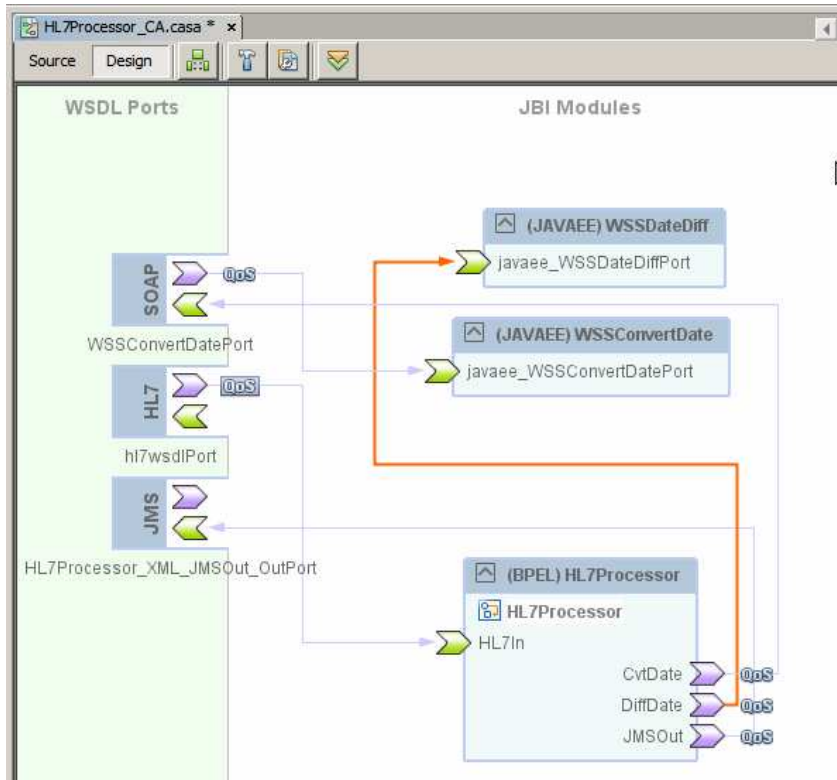 HL7Processor_CA.casa * x
Source Design
WSDL Ports
JBI Modules
(JAVAEE) WSSDateDiff
javaee_WSSDateDiffPort
SOAP
QoS
WSSConvertDatePort
(JAVAEE) WSSConvertDate
javaee_WSSConvertDatePort
HL7
QoS
hl7wsdlPort
JMS
HL7Processor_XML_JMSOut_OutPort
(BPEL) HL7Processor
HL7Processor
HL7In
CvtDate QoS
DiffDate QoS
JMSOut QoS